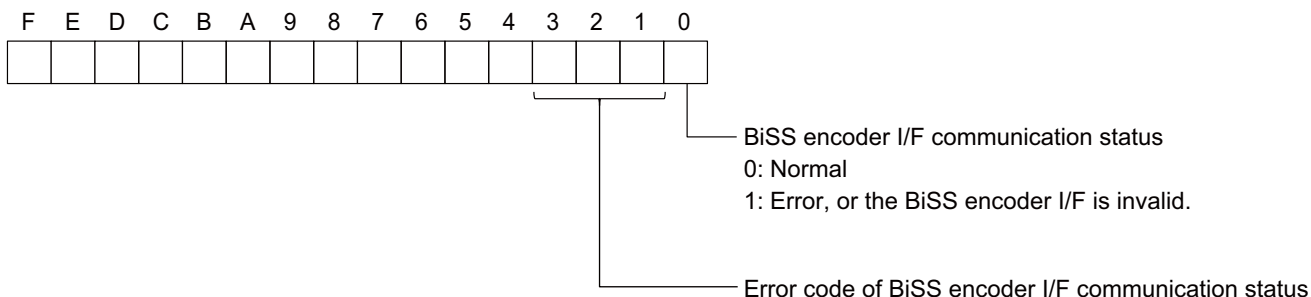 F E D C B A 9 8 7 6 5 4 3 2 1 0
BiSS encoder I/F communication status
0: Normal
1: Error, or the BiSS encoder I/F is invalid.
Error code of BiSS encoder I/F communication status